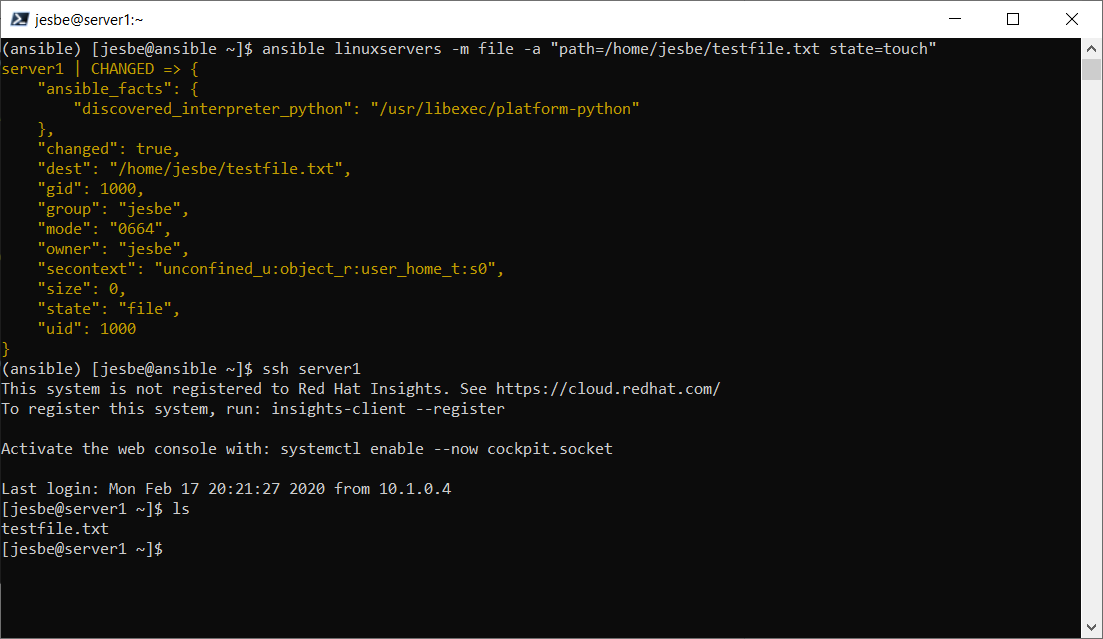 jesbe@server1:~
(ansible) [jesbe@ansible ~]$ ansible linuxservers -m file -a "path=/home/jesbe/testfile.txt state=touch"
server1 | CHANGED => {
    "ansible_facts": {
        "discovered_interpreter_python": "/usr/libexec/platform-python"
    },
    "changed": true,
    "dest": "/home/jesbe/testfile.txt",
    "gid": 1000,
    "group": "jesbe",
    "mode": "0664",
    "owner": "jesbe",
    "secontext": "unconfined_u:object_r:user_home_t:s0",
    "size": 0,
    "state": "file",
    "uid": 1000
}
(ansible) [jesbe@ansible ~]$ ssh server1
This system is not registered to Red Hat Insights. See https://cloud.redhat.com/
To register this system, run: insights-client --register

Activate the web console with: systemctl enable --now cockpit.socket

Last login: Mon Feb 17 20:21:27 2020 from 10.1.0.4
[jesbe@server1 ~]$ ls
testfile.txt
[jesbe@server1 ~]$